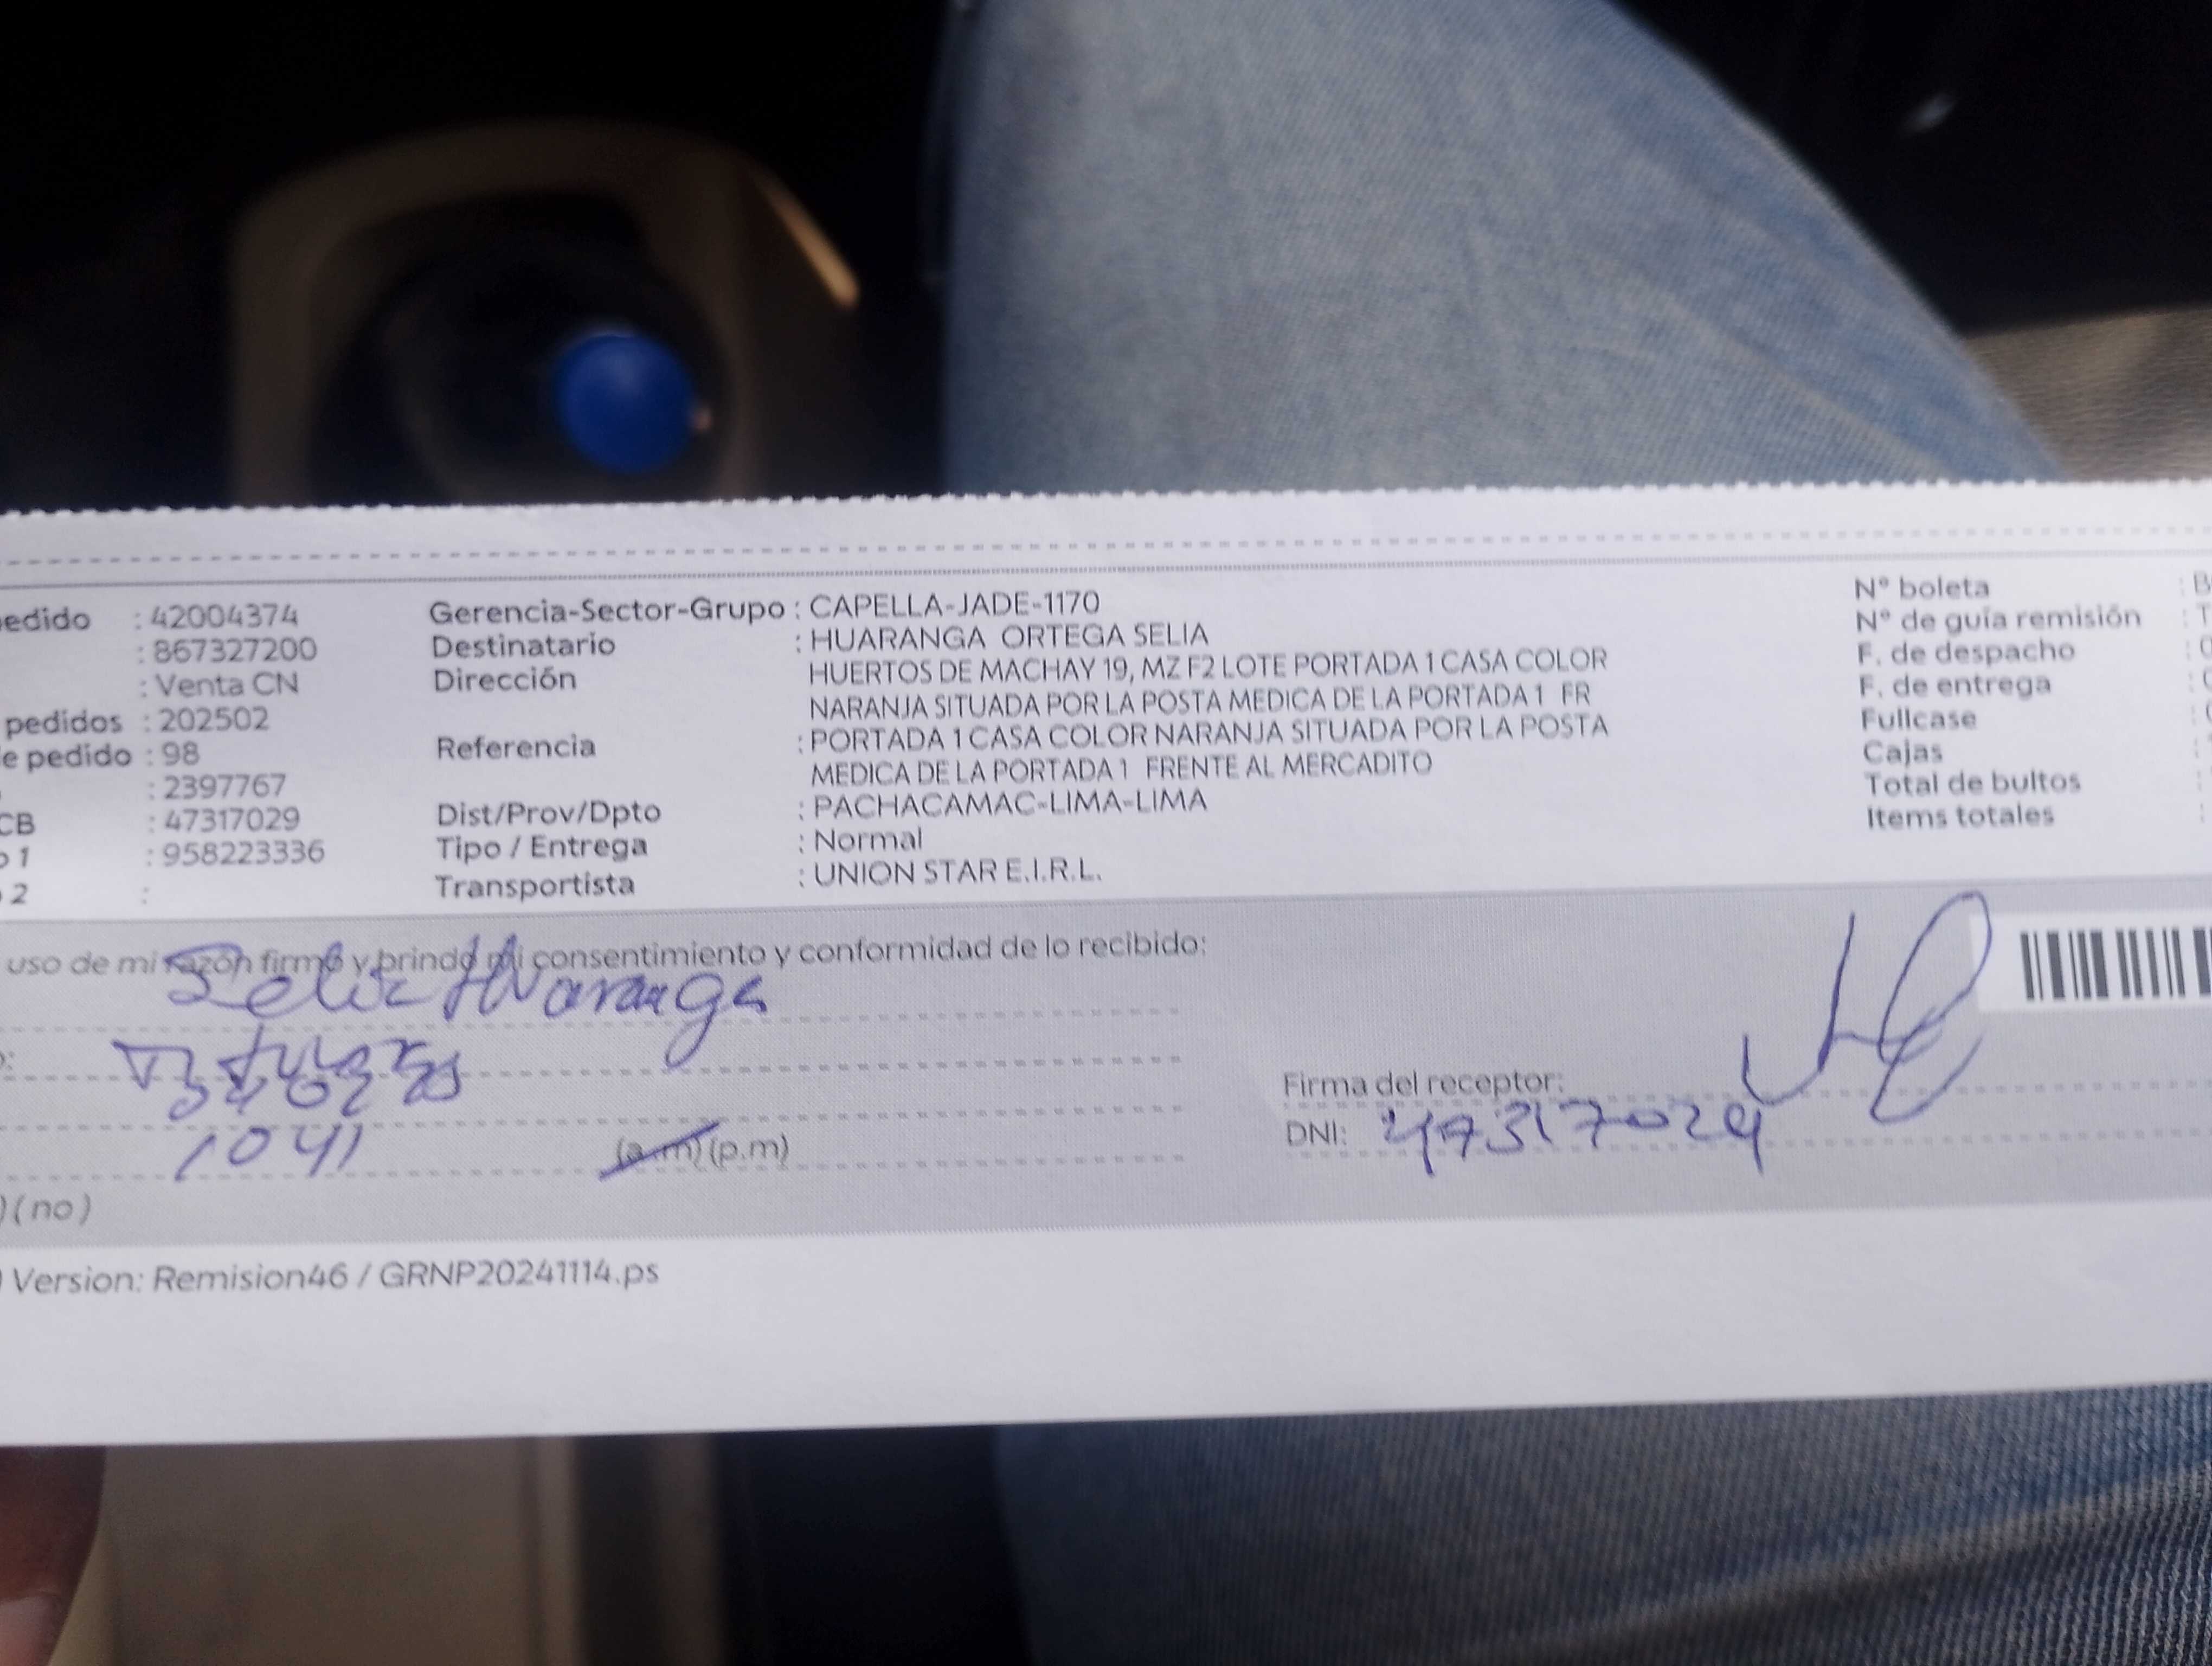 edido : 42004374 Gerencia-Sector-Grupo : CAPELLA-JADE-1170 N° boleta : B
: 867327200 Destinatario : HUARANGA ORTEGA SELIA N° de guía remisión : T
: Venta CN Dirección HUERTOS DE MACHAY 19, MZ F2 LOTE PORTADA 1 CASA COLOR F. de despacho : 0
NARANJA SITUADA POR LA POSTA MEDICA DE LA PORTADA 1 FR F. de entrega : 0
pedidos : 202502 Referencia : PORTADA 1 CASA COLOR NARANJA SITUADA POR LA POSTA Fullcase
e pedido : 98 MEDICA DE LA PORTADA 1 FRENTE AL MERCADITO Cajas
: 2397767 Dist/Prov/Dpto : PACHACAMAC-LIMA-LIMA Total de bultos :
CB : 47317029 Tipo / Entrega : Normal Items totales :
o 1 : 958223336 Transportista : UNION STAR E.I.R.L.
o 2 :
uso de mi razón firmo y brindo mi consentimiento y conformidad de lo recibido:
Selia Huaranga
o:
Firma del receptor:
1041 (a.m) (p.m) DNI: 47317029
) ( no )
Version: Remision46 / GRNP20241114.ps